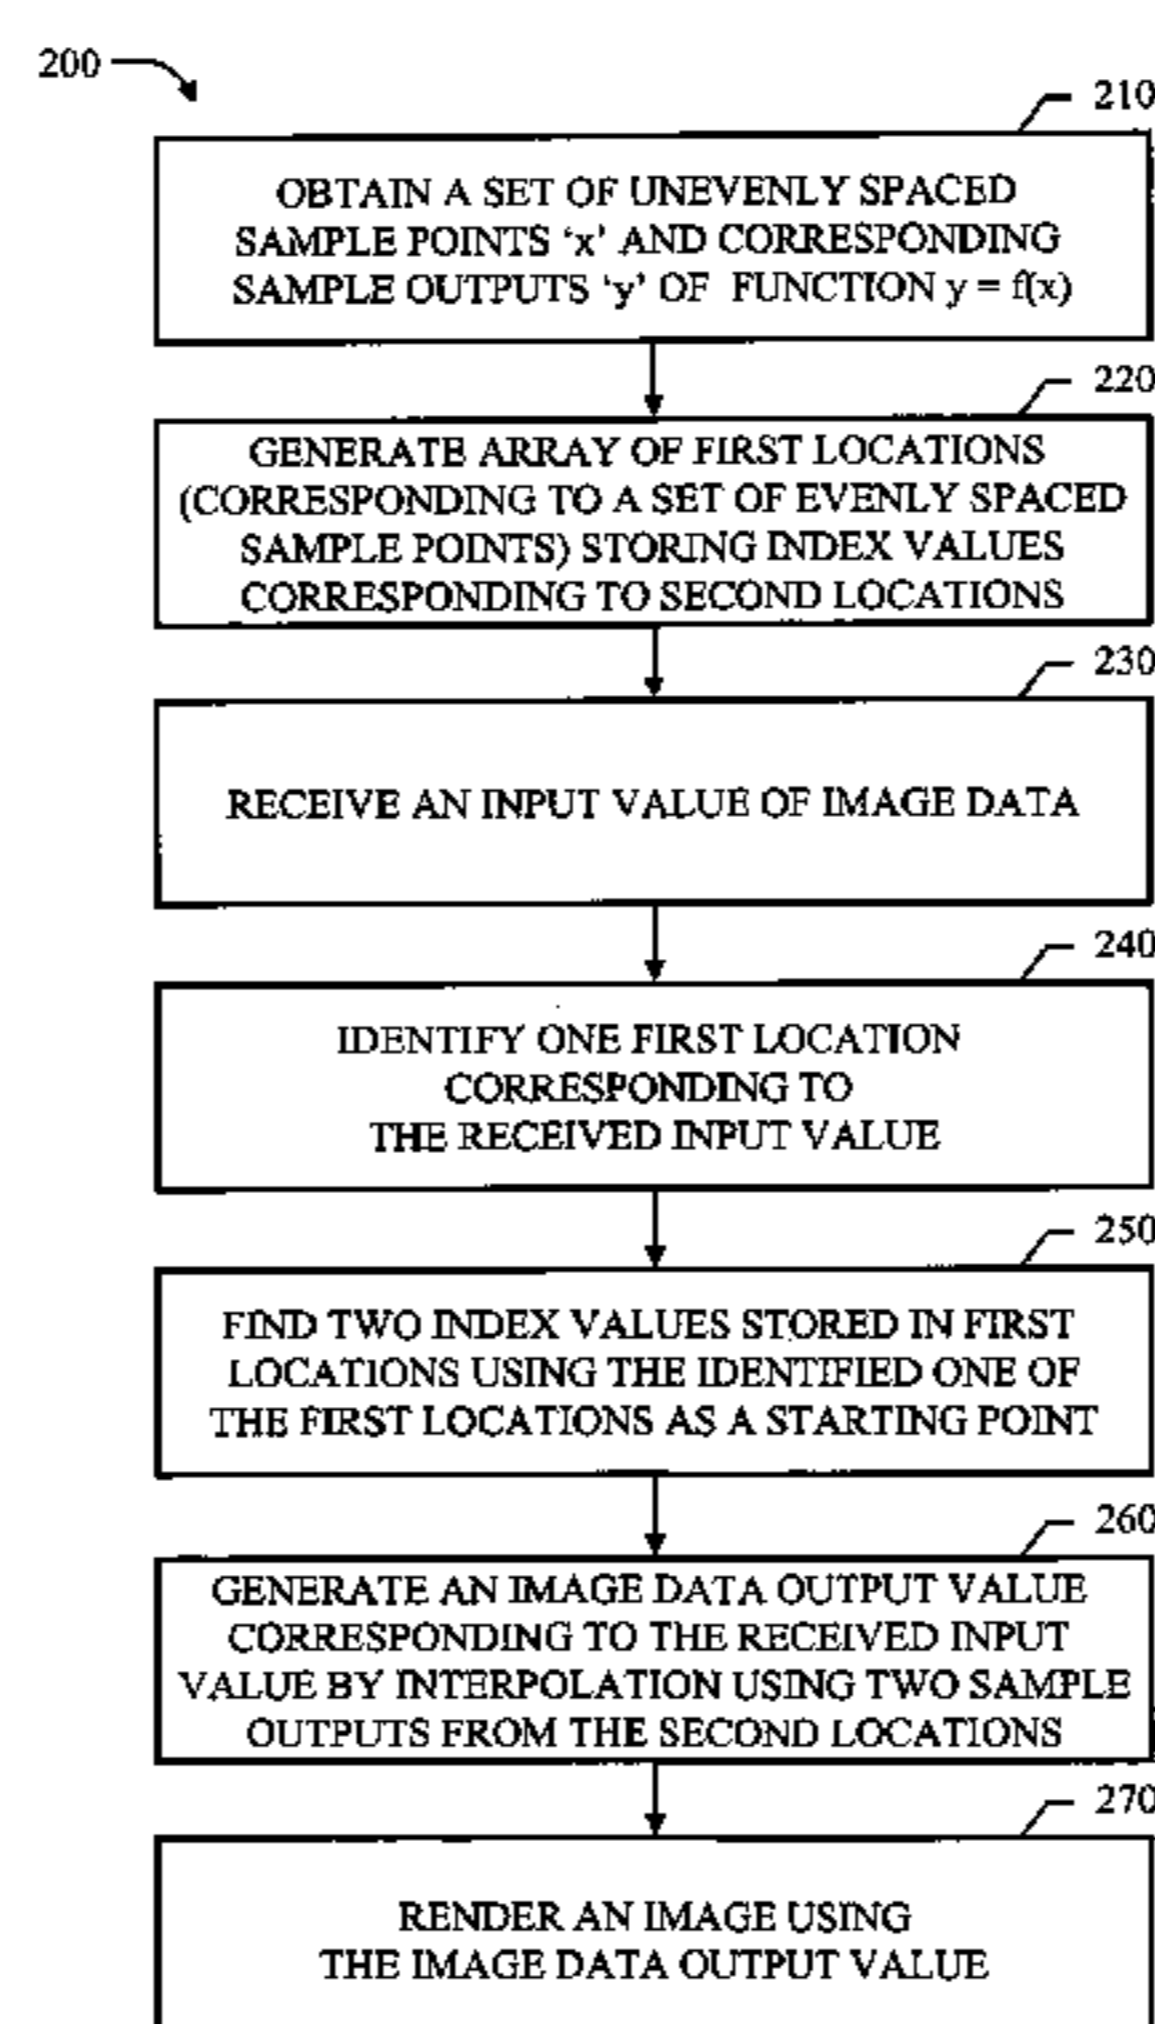 200
210
OBTAIN A SET OF UNEVENLY SPACED
SAMPLE POINTS ‘x’ AND CORRESPONDING
SAMPLE OUTPUTS ‘y’ OF FUNCTION y = f(x)
220
GENERATE ARRAY OF FIRST LOCATIONS
(CORRESPONDING TO A SET OF EVENLY SPACED
SAMPLE POINTS) STORING INDEX VALUES
CORRESPONDING TO SECOND LOCATIONS
230
RECEIVE AN INPUT VALUE OF IMAGE DATA
240
IDENTIFY ONE FIRST LOCATION
CORRESPONDING TO
THE RECEIVED INPUT VALUE
250
FIND TWO INDEX VALUES STORED IN FIRST
LOCATIONS USING THE IDENTIFIED ONE OF
THE FIRST LOCATIONS AS A STARTING POINT
260
GENERATE AN IMAGE DATA OUTPUT VALUE
CORRESPONDING TO THE RECEIVED INPUT
VALUE BY INTERPOLATION USING TWO SAMPLE
OUTPUTS FROM THE SECOND LOCATIONS
270
RENDER AN IMAGE USING
THE IMAGE DATA OUTPUT VALUE